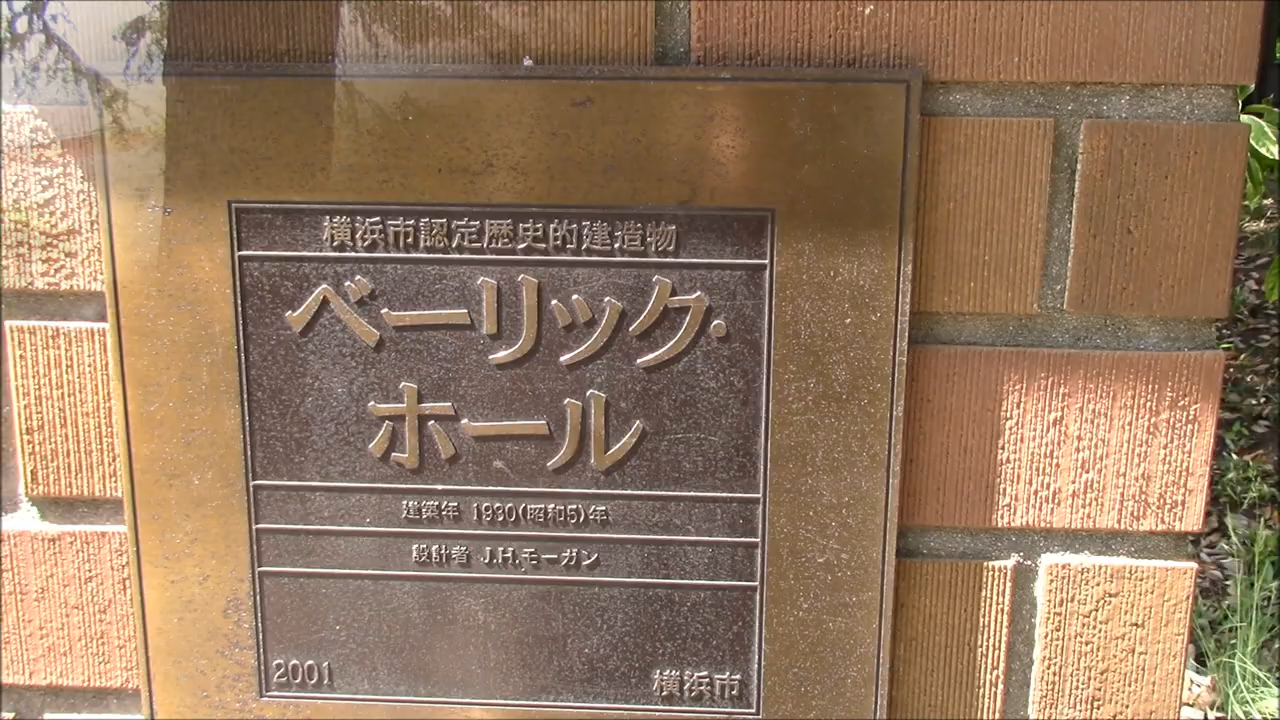 横浜市認定歴史的建造物
ベーリック・
ホール
建築年 1930(昭和5)年
設計者 J.H.モーガン
2001 横浜市